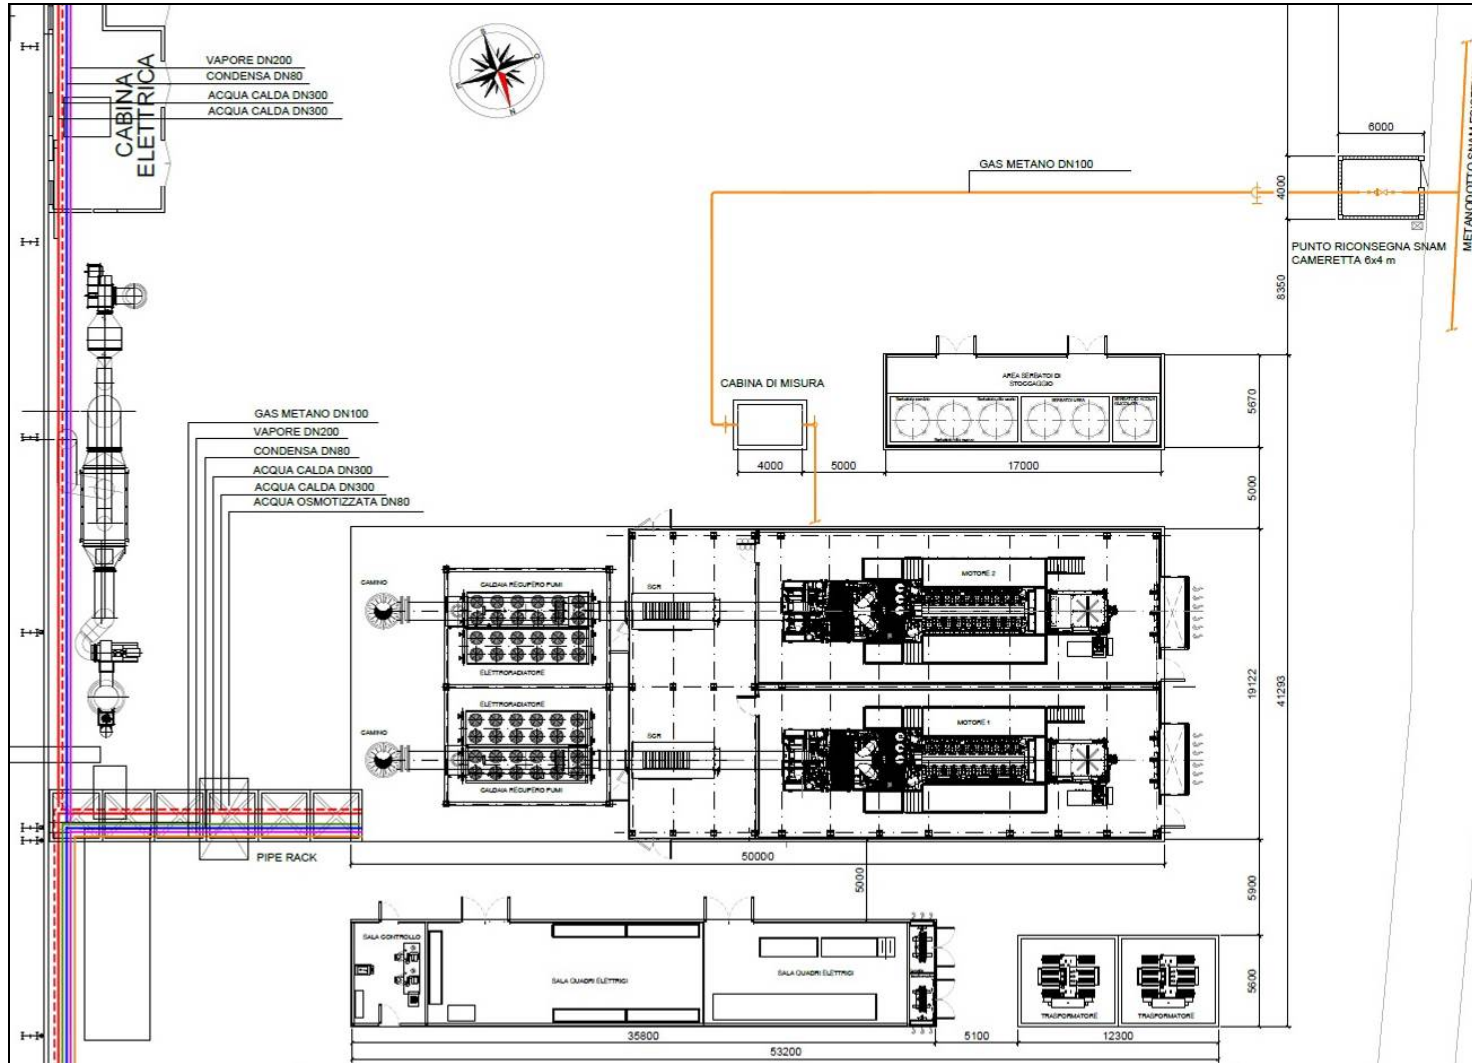 CABINA
ELETTRICA
VAPORE DN200
CONDENSA DN80
ACQUA CALDA DN300
ACQUA CALDA DN300
S
O
E
N
GAS METANO DN100
6000
4000
PUNTO RICONSEGNA SNAM
CAMERETTA 6x4 m
METANODOTTO SNAM
8350
CABINA DI MISURA
AREA SERBATOI DI
STOCCAGGIO
SERBATOI UREA
4000
5000
17000
5670
5000
GAS METANO DN100
VAPORE DN200
CONDENSA DN80
ACQUA CALDA DN300
ACQUA CALDA DN300
ACQUA OSMOTIZZATA DN80
CAMINO
CALDAIA RECUPERO FUMI
SCR
MOTORE 2
ELETTRORADIATORE
ELETTRORADIATORE
CAMINO
SCR
MOTORE 1
CALDAIA RECUPERO FUMI
19122
41293
PIPE RACK
50000
5000
5900
SALA CONTROLLO
SALA QUADRI ELETTRICI
SALA QUADRI ELETTRICI
TRASFORMATORE
TRASFORMATORE
5600
35800
5100
12300
53200